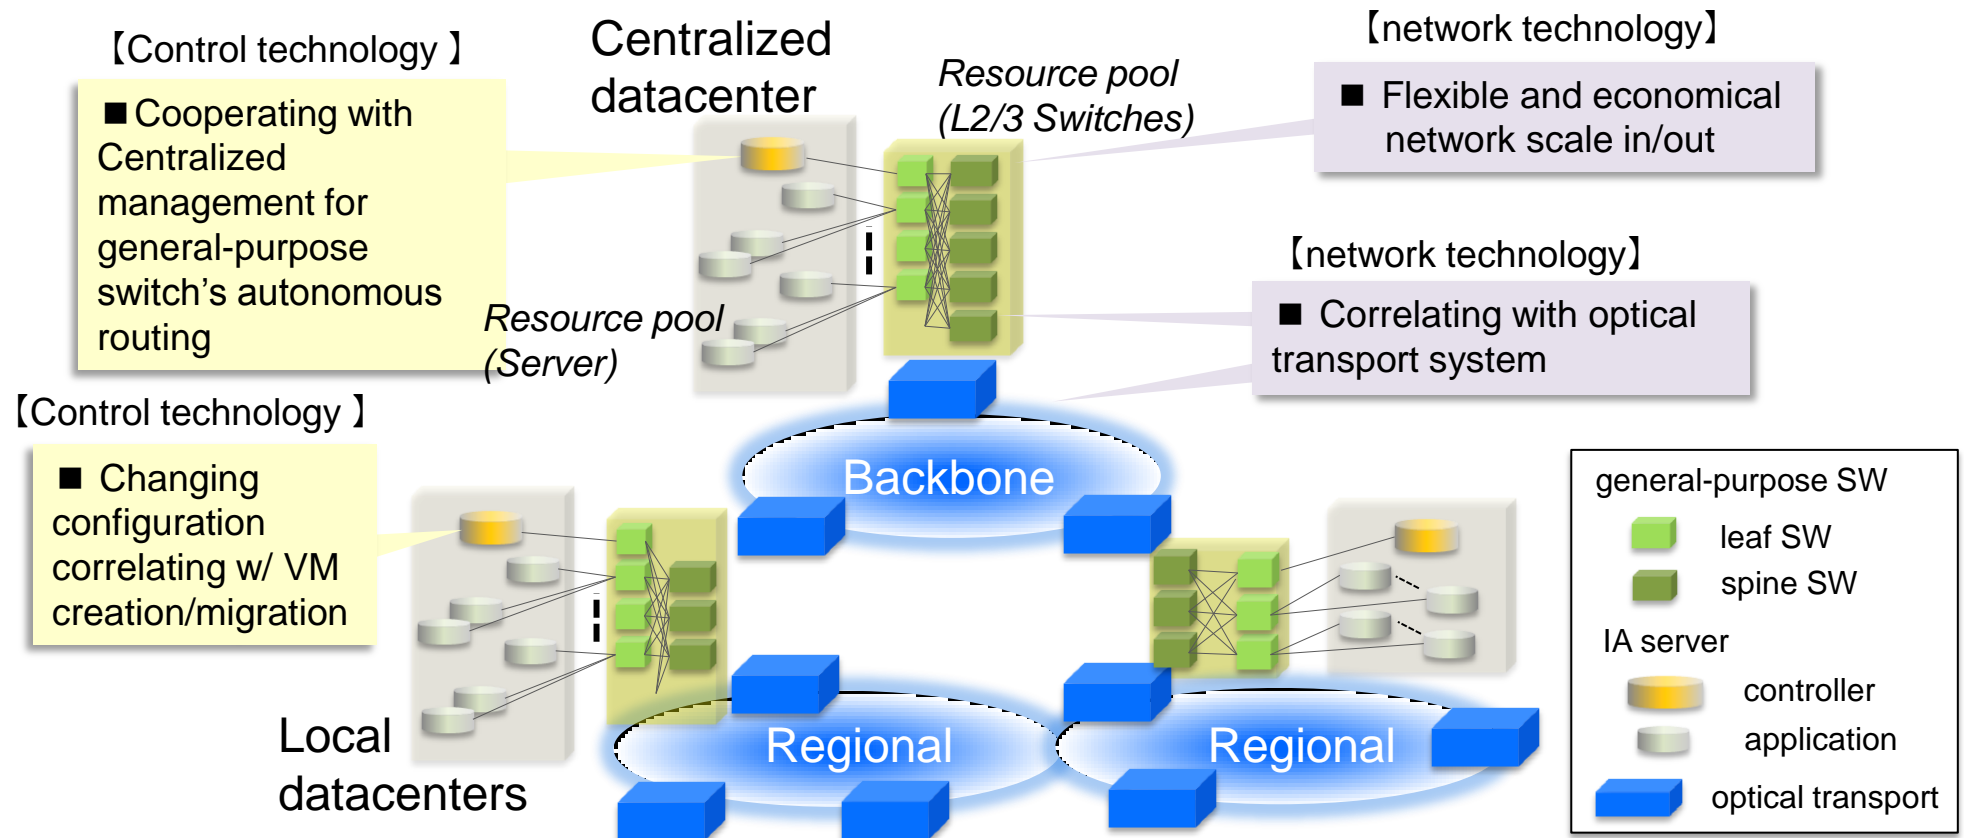 【Control technology 】
■Cooperating with
Centralized
management for
general-purpose
switch's autonomous
routing
Centralized
datacenter
Resource pool
(L2/3 Switches)
【network technology】
■ Flexible and economical
network scale in/out
【network technology】
■ Correlating with optical
transport system
Resource pool
(Server)
【Control technology 】
■ Changing
configuration
correlating w/ VM
creation/migration
Backbone
Local
datacenters
Regional
Regional
general-purpose SW
leaf SW
spine SW
IA server
controller
application
optical transport